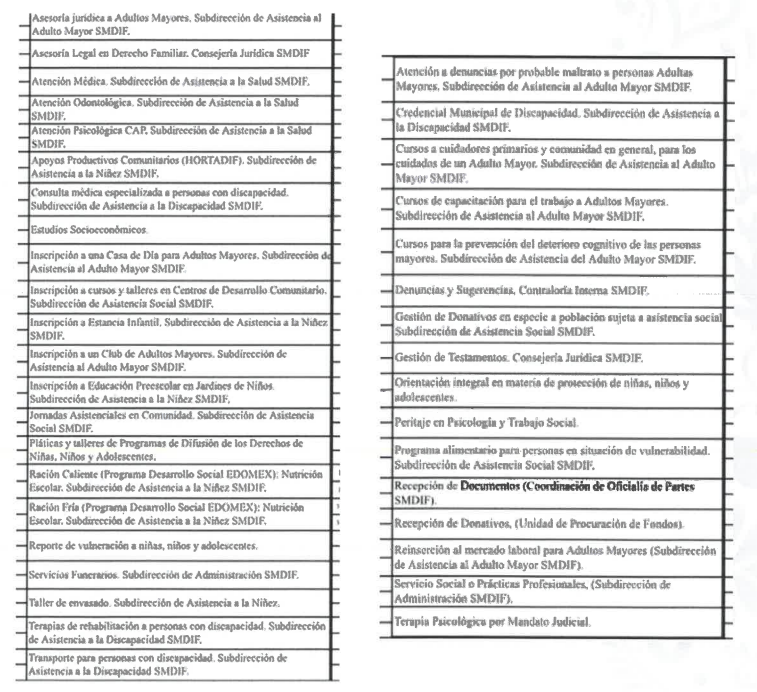 Asesoría jurídica a Adultos Mayores. Subdirección de Asistencia al
Adulto Mayor SMDIF.
Asesoría Legal en Derecho Familiar. Consejería Jurídica SMDIF
Atención Médica. Subdirección de Asistencia a la Salud SMDIF.
Atención Odontológica. Subdirección de Asistencia a la Salud
SMDIF.
Atención Psicológica CAP. Subdirección de Asistencia a la Salud
SMDIF.
Apoyos Productivos Comunitarios (HORTADIF). Subdirección de
Asistencia a la Niñez SMDIF.
Consulta médica especializada a personas con discapacidad.
Subdirección de Asistencia a la Discapacidad SMDIF.
Estudios Socioeconómicos.
Inscripción a una Casa de Día para Adultos Mayores. Subdirección de
Asistencia al Adulto Mayor SMDIF.
Inscripción a cursos y talleres en Centros de Desarrollo Comunitario.
Subdirección de Asistencia Social SMDIF.
Inscripción a Estancia Infantil. Subdirección de Asistencia a la Niñez
SMDIF.
Inscripción a un Club de Adultos Mayores. Subdirección de
Asistencia al Adulto Mayor SMDIF.
Inscripción a Educación Preescolar en Jardines de Niños.
Subdirección de Asistencia a la Niñez SMDIF.
Jornadas Asistenciales en Comunidad. Subdirección de Asistencia
Social SMDIF.
Pláticas y talleres de Programas de Difusión de los Derechos de
Niñas, Niños y Adolescentes.
Ración Caliente (Programa Desarrollo Social EDOMEX): Nutrición
Escolar. Subdirección de Asistencia a la Niñez SMDIF.
Ración Fría (Programa Desarrollo Social EDOMEX): Nutrición
Escolar. Subdirección de Asistencia a la Niñez SMDIF.
Reporte de vulneración a niñas, niños y adolescentes.
Servicios Funerarios. Subdirección de Administración SMDIF.
Taller de envasado. Subdirección de Asistencia a la Niñez.
Terapias de rehabilitación a personas con discapacidad. Subdirección
de Asistencia a la Discapacidad SMDIF.
Transporte para personas con discapacidad. Subdirección de
Asistencia a la Discapacidad SMDIF.
Atención a denuncias por probable maltrato a personas Adultas
Mayores. Subdirección de Asistencia al Adulto Mayor SMDIF.
Credencial Municipal de Discapacidad. Subdirección de Asistencia a
la Discapacidad SMDIF.
Cursos a cuidadores primarios y comunidad en general, para los
cuidados de un Adulto Mayor. Subdirección de Asistencia al Adulto
Mayor SMDIF.
Cursos de capacitación para el trabajo a Adultos Mayores.
Subdirección de Asistencia al Adulto Mayor SMDIF.
Cursos para la prevención del deterioro cognitivo de las personas
mayores. Subdirección de Asistencia del Adulto Mayor SMDIF.
Denuncias y Sugerencias, Contraloría Interna SMDIF.
Gestión de Donativos en especie a población sujeta a asistencia social
Subdirección de Asistencia Social SMDIF.
Gestión de Testamentos. Consejería Jurídica SMDIF.
Orientación integral en materia de protección de niñas, niños y
adolescentes.
Peritaje en Psicología y Trabajo Social.
Programa alimentario para personas en situación de vulnerabilidad.
Subdirección de Asistencia Social SMDIF.
Recepción de Documentos (Coordinación de Oficialía de Partes
SMDIF).
Recepción de Donativos, (Unidad de Procuración de Fondos).
Reinserción al mercado laboral para Adultos Mayores (Subdirección
de Asistencia al Adulto Mayor SMDIF).
Servicio Social o Prácticas Profesionales, (Subdirección de
Administración SMDIF).
Terapia Psicológica por Mandato Judicial.